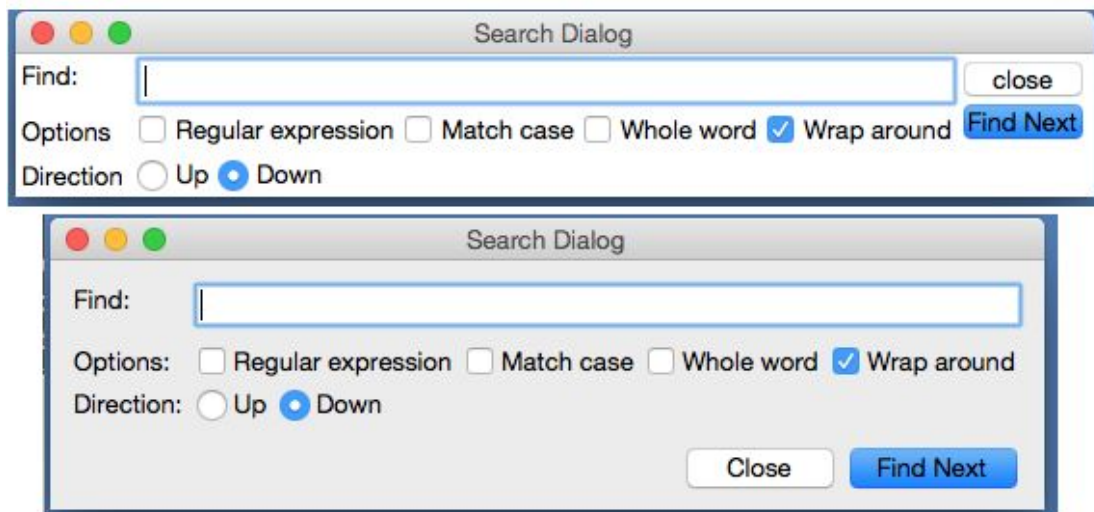 Search Dialog
Find: close
Options Regular expression Match case Whole word Wrap around Find Next
Direction Up Down
Search Dialog
Find:
Options: Regular expression Match case Whole word Wrap around
Direction: Up Down
Close Find Next